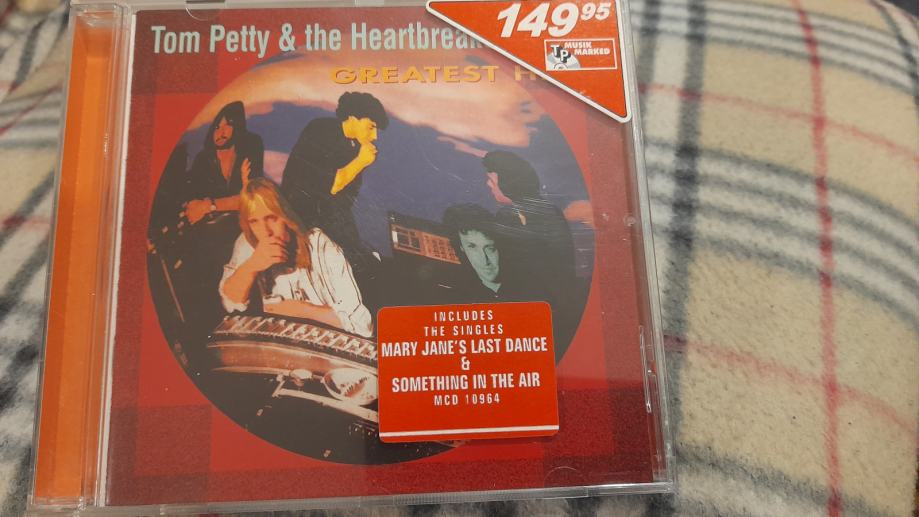 Tom Petty & the Heartbreak
GREATEST H
149 95
TP MUSIK
MARKED
INCLUDES
THE SINGLES
MARY JANE'S LAST DANCE
&
SOMETHING IN THE AIR
MCD 10964